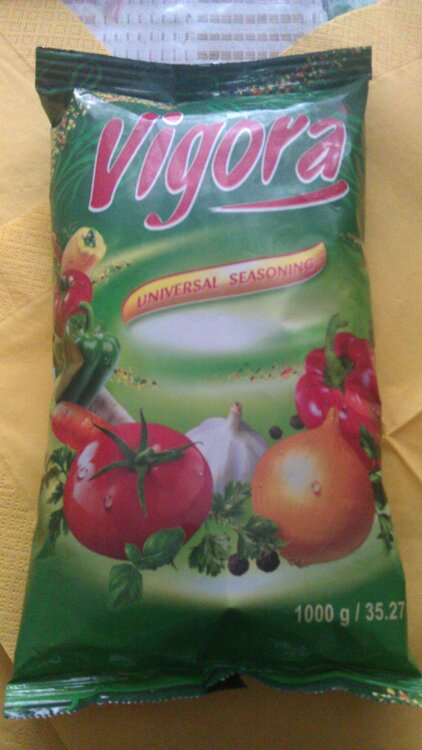 Vigora
UNIVERSAL SEASONING
1000 g / 35.27